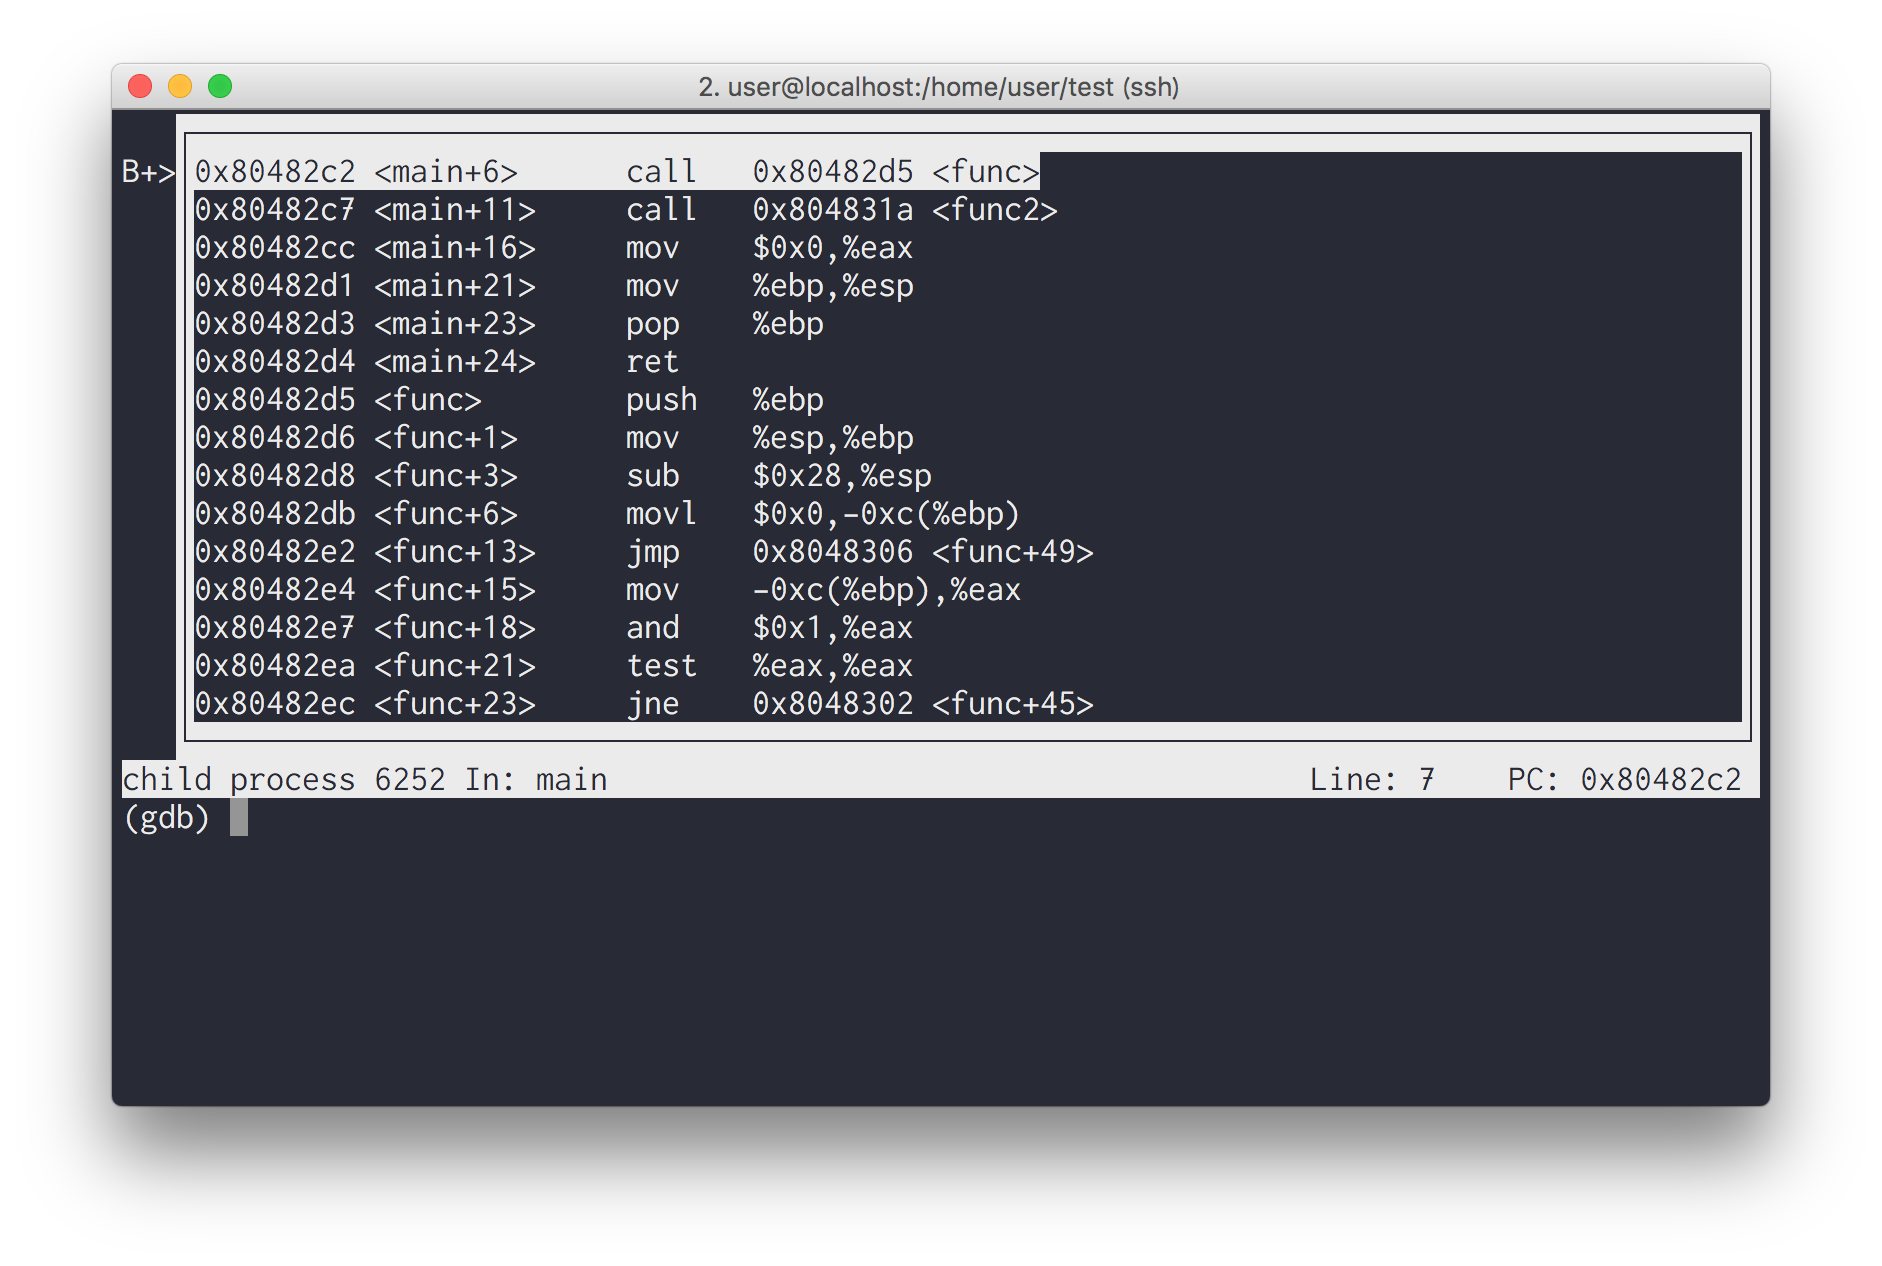 2. user@localhost:/home/user/test (ssh)
B+> 0x80482c2 <main+6>      call   0x80482d5 <func>
0x80482c7 <main+11>     call   0x804831a <func2>
0x80482cc <main+16>     mov    $0x0,%eax
0x80482d1 <main+21>     mov    %ebp,%esp
0x80482d3 <main+23>     pop    %ebp
0x80482d4 <main+24>     ret
0x80482d5 <func>        push   %ebp
0x80482d6 <func+1>      mov    %esp,%ebp
0x80482d8 <func+3>      sub    $0x28,%esp
0x80482db <func+6>      movl   $0x0,-0xc(%ebp)
0x80482e2 <func+13>     jmp    0x8048306 <func+49>
0x80482e4 <func+15>     mov    -0xc(%ebp),%eax
0x80482e7 <func+18>     and    $0x1,%eax
0x80482ea <func+21>     test   %eax,%eax
0x80482ec <func+23>     jne    0x8048302 <func+45>
child process 6252 In: main    Line: 7    PC: 0x80482c2
(gdb)